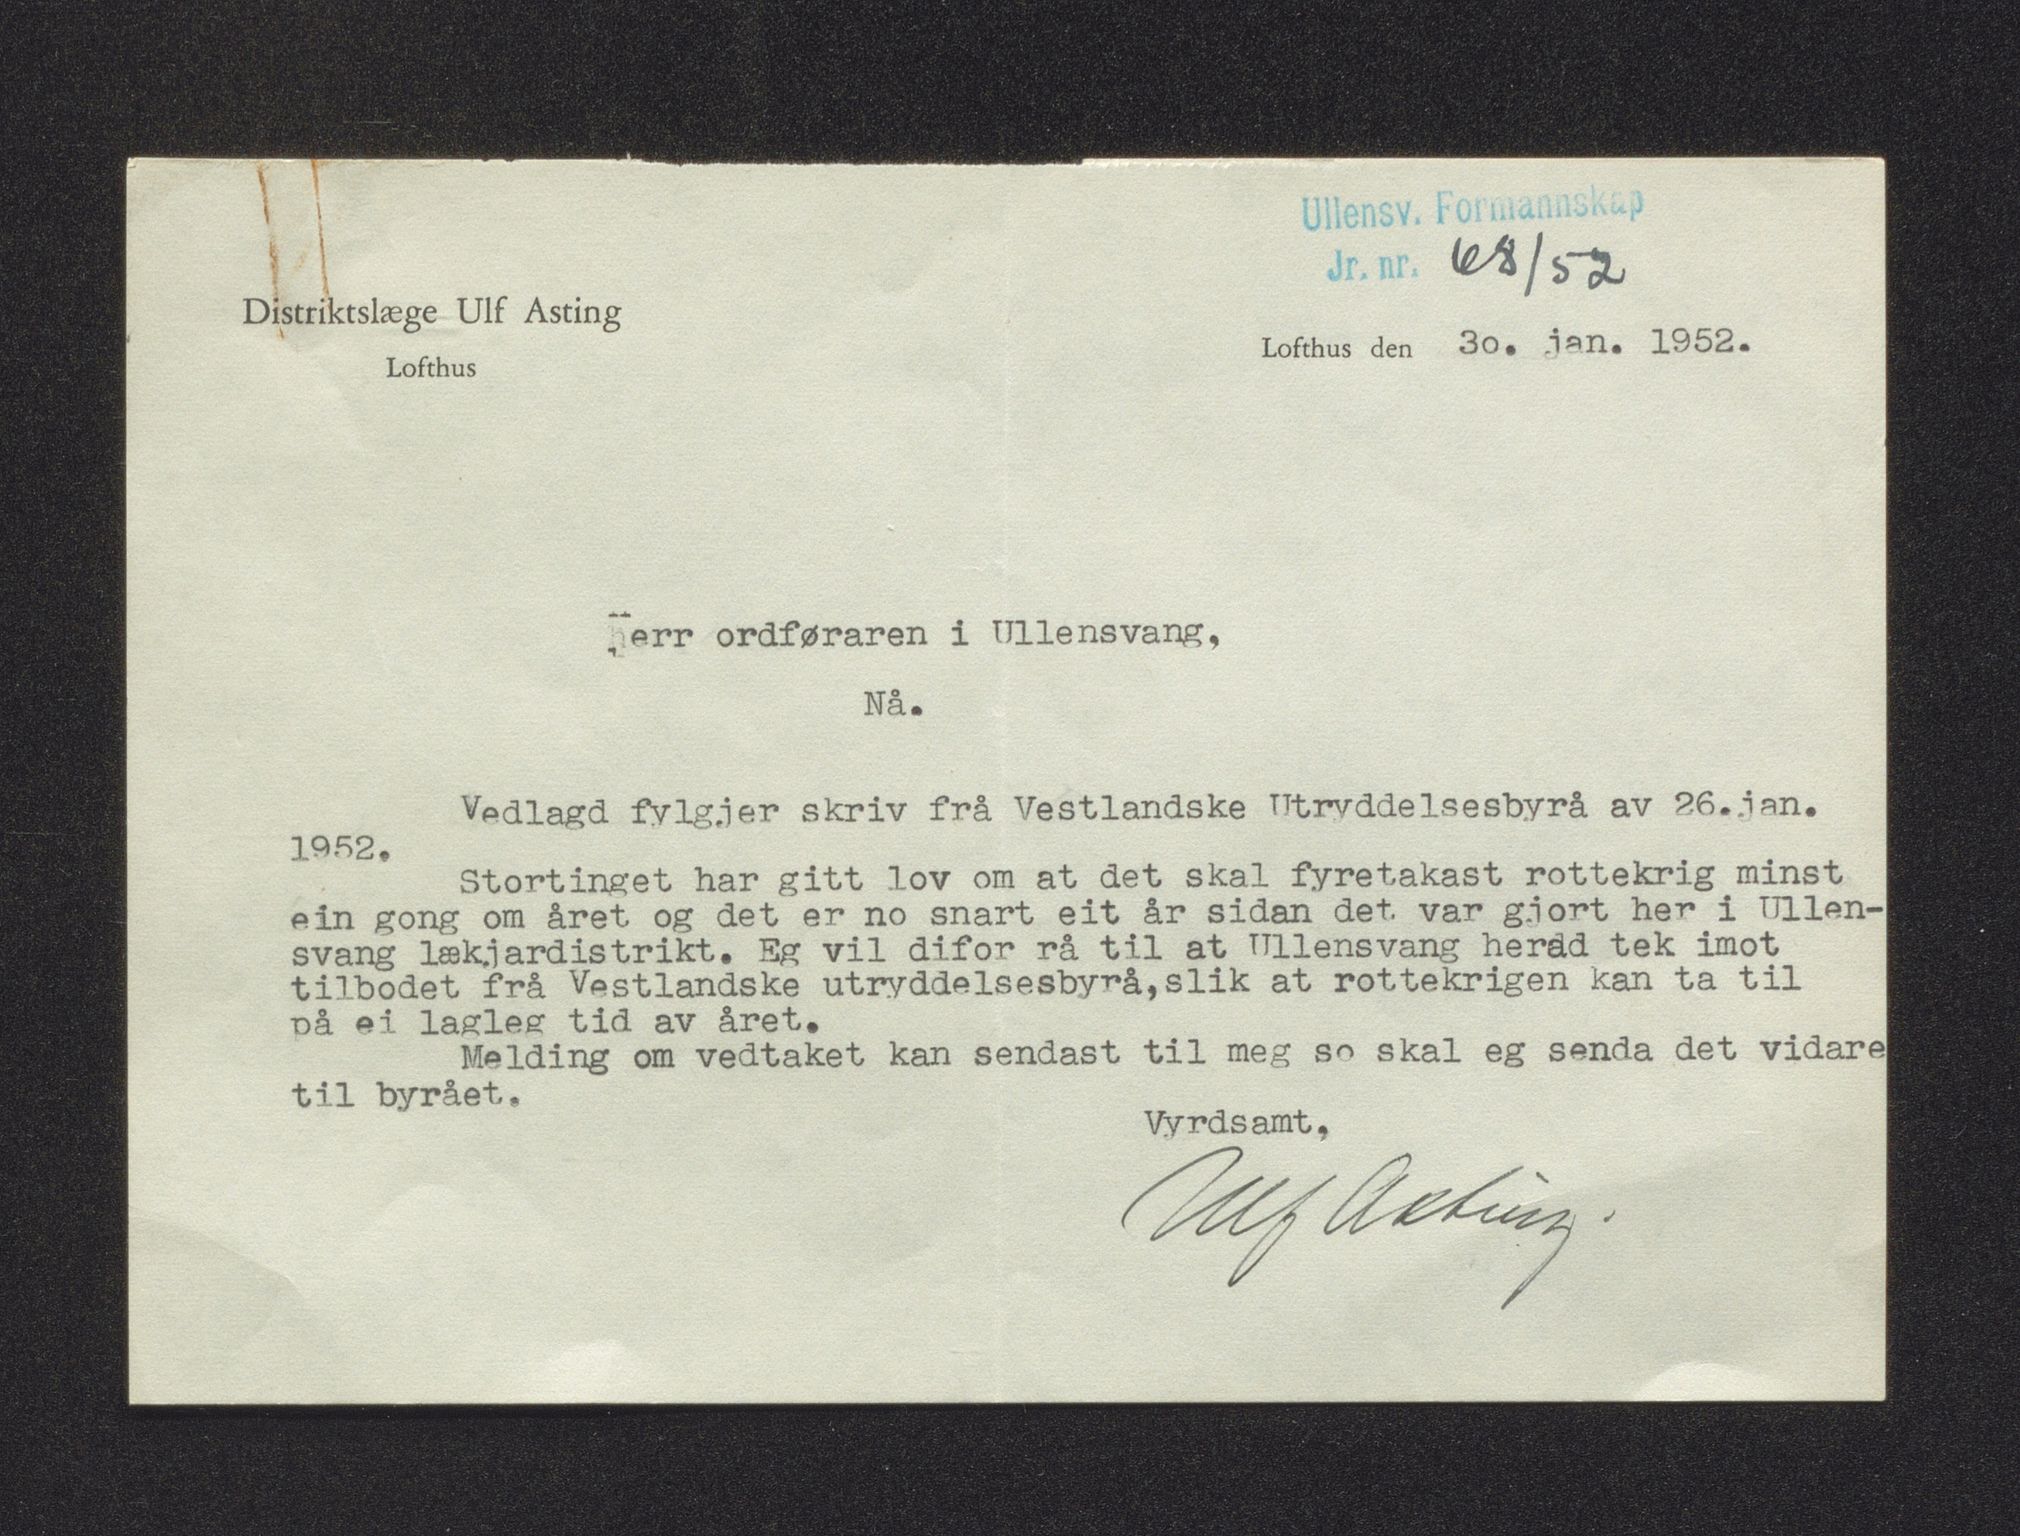 Ullensv. Formannskap
Jr. nr. 68/52
Distriktslæge Ulf Asting
Lofthus
Lofthus den 3o. jan. 1952.
Herr ordføraren i Ullensvang,
Nå.
Vedlagd fylgjer skriv frå Vestlandske Utryddelsesbyrå av 26.jan.
1952.
Stortinget har gitt lov om at det skal fyretakast rottekrig minst
ein gong om året og det er no snart eit år sidan det var gjort her i Ullen-
svang lækjardistrikt. Eg vil difor rå til at Ullensvang herad tek imot
tilbodet frå Vestlandske utryddelsesbyrå,slik at rottekrigen kan ta til
på ei lagleg tid av året.
Melding om vedtaket kan sendast til meg so skal eg senda det vidare
til byrået.
Vyrdsamt,
Ulf Asting.